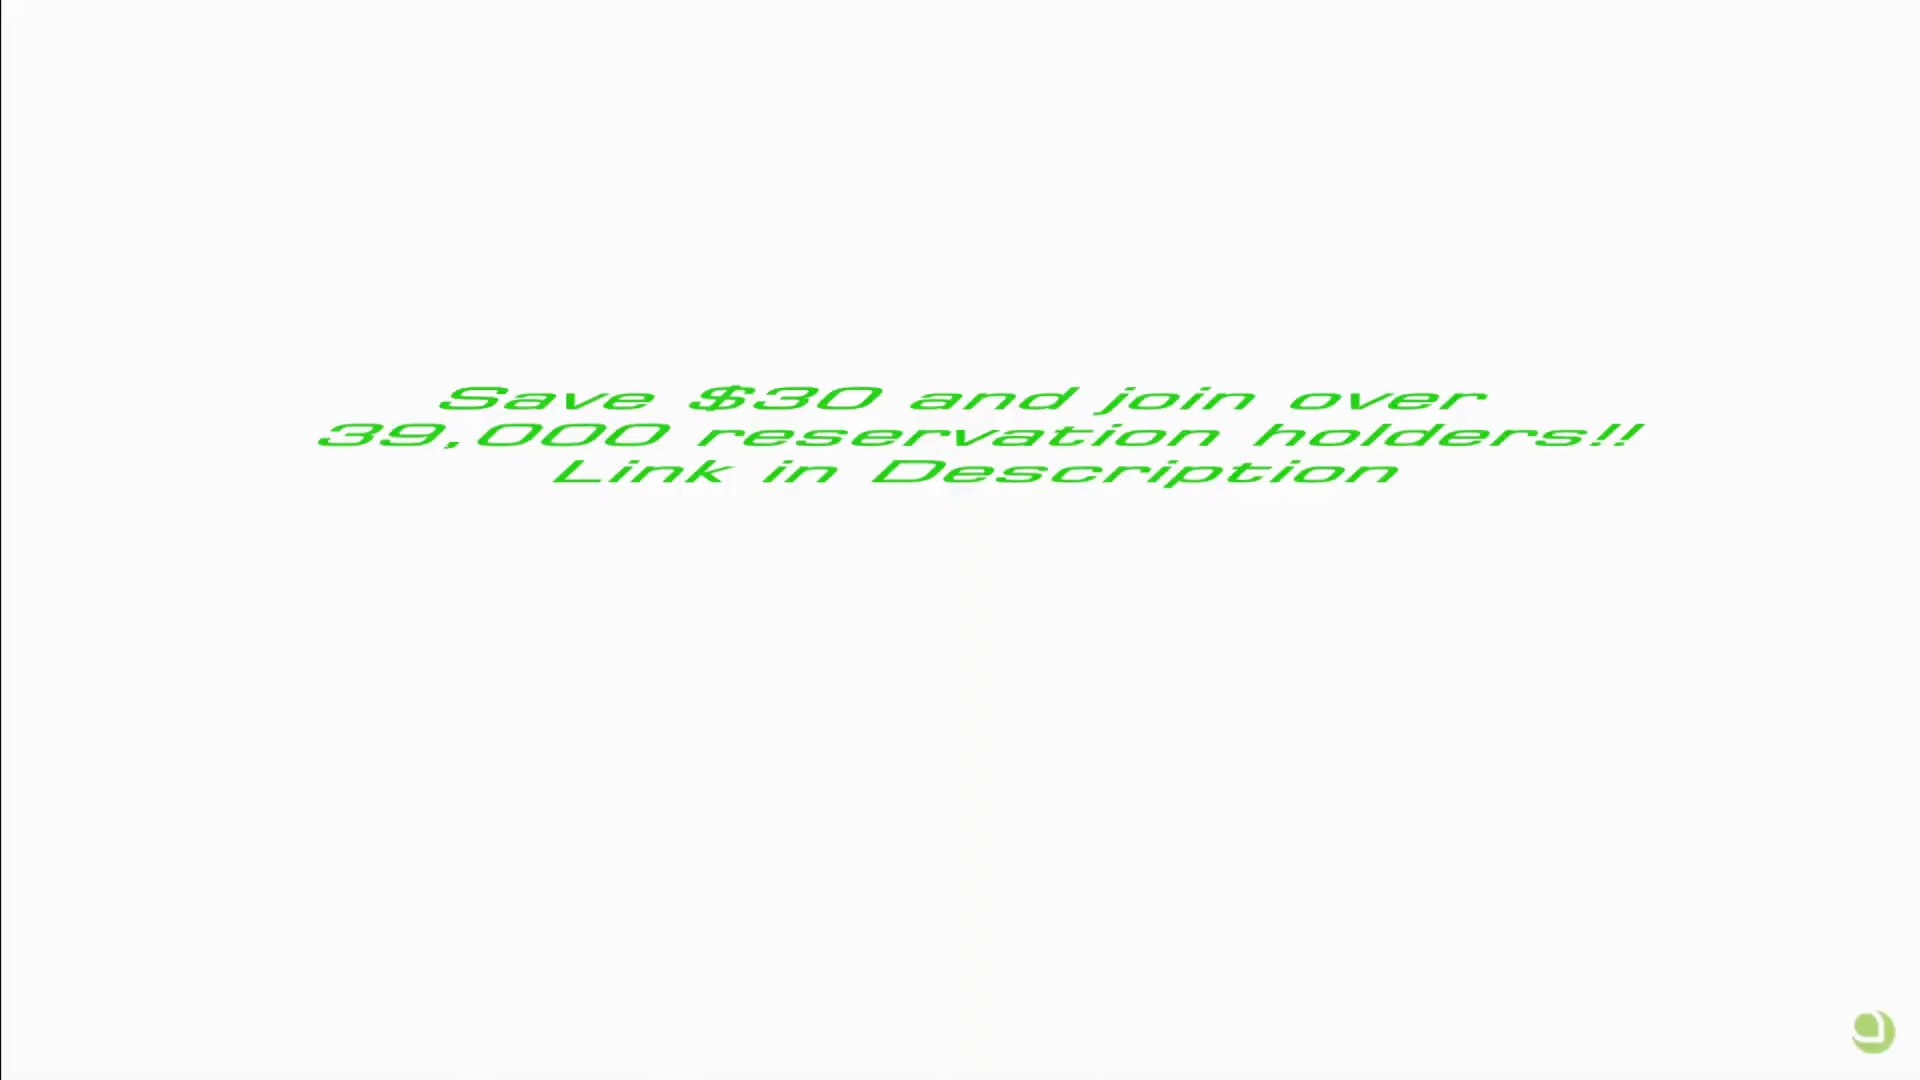 Save $30 and join over
39,000 reservation holders!!
Link in Description